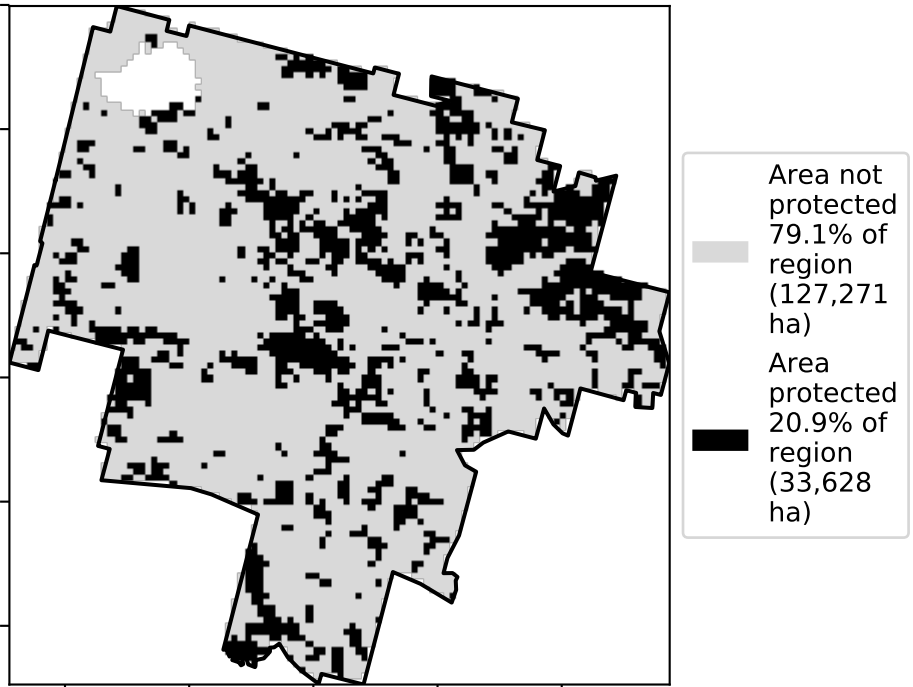 Area not
protected
79.1% of
region
(127,271
ha)
Area
protected
20.9% of
region
(33,628
ha)